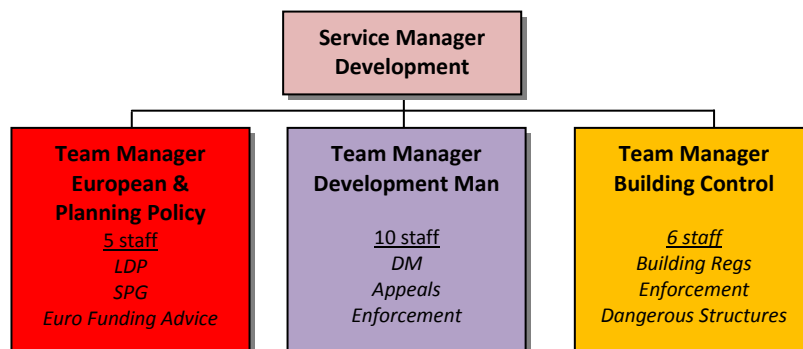 Service Manager
Development
Team Manager
European &
Planning Policy
5 staff
LDP
SPG
Euro Funding Advice
Team Manager
Development Man
10 staff
DM
Appeals
Enforcement
Team Manager
Building Control
6 staff
Building Regs
Enforcement
Dangerous Structures